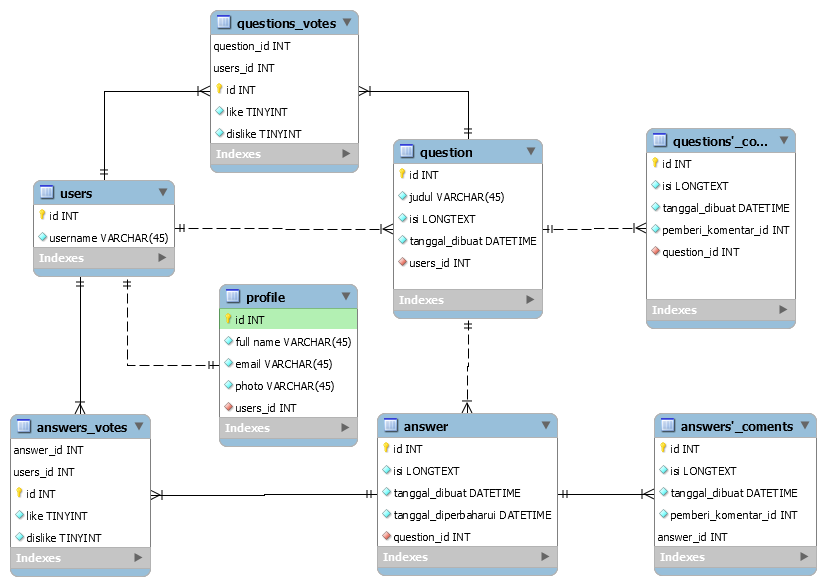 questions_votes
question_id INT
users_id INT
id INT
like TINYINT
dislike TINYINT
Indexes
question
id INT
judul VARCHAR(45)
isi LONGTEXT
tanggal_dibuat DATETIME
users_id INT
Indexes
questions'_co...
id INT
isi LONGTEXT
tanggal_dibuat DATETIME
pemberi_komentar_id INT
question_id INT
Indexes
users
id INT
username VARCHAR(45)
Indexes
profile
id INT
full name VARCHAR(45)
email VARCHAR(45)
photo VARCHAR(45)
users_id INT
Indexes
answers_votes
answer_id INT
users_id INT
id INT
like TINYINT
dislike TINYINT
Indexes
answer
id INT
isi LONGTEXT
tanggal_dibuat DATETIME
tanggal_diperbaharui DATETIME
question_id INT
Indexes
answers'_coments
id INT
isi LONGTEXT
tanggal_dibuat DATETIME
pemberi_komentar_id INT
answer_id INT
Indexes